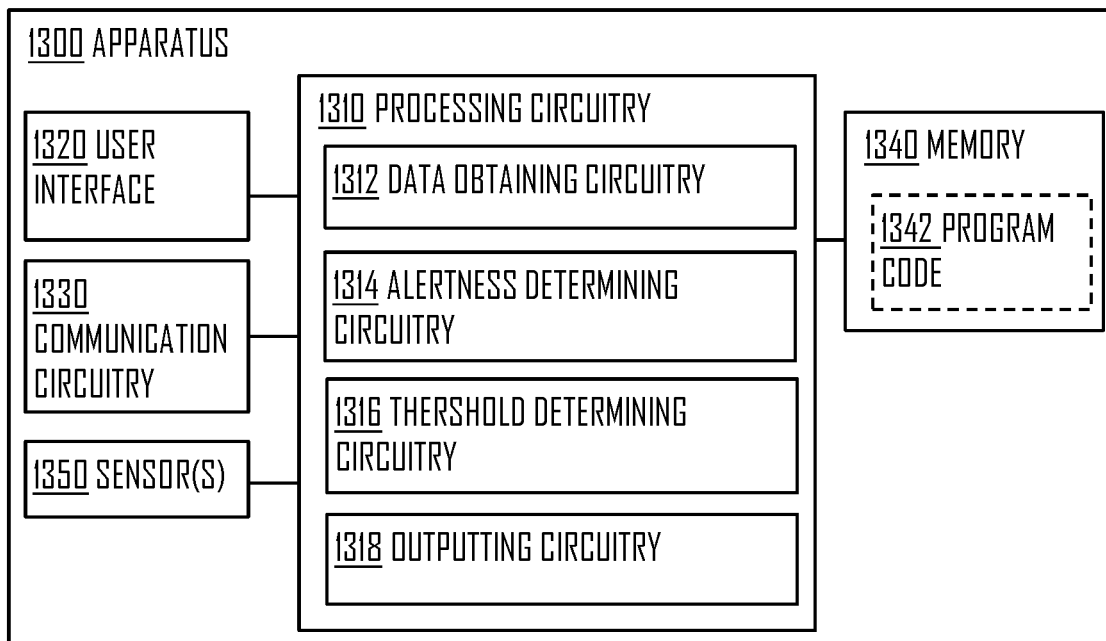 1300 APPARATUS
1320 USER
INTERFACE
1330
COMMUNICATION
CIRCUITRY
1350 SENSOR(S)
1310 PROCESSING CIRCUITRY
1312 DATA OBTAINING CIRCUITRY
1314 ALERTNESS DETERMINING
CIRCUITRY
1316 THERSHOLD DETERMINING
CIRCUITRY
1318 OUTPUTTING CIRCUITRY
1340 MEMORY
1342 PROGRAM
CODE